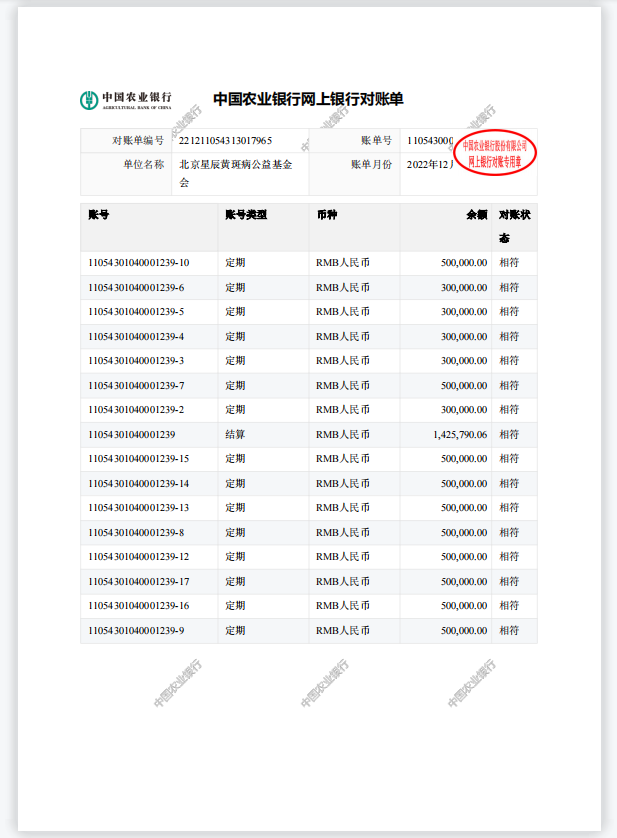 中国农业银行
AGRICULTURAL BANK OF CHINA
中国农业银行网上银行对账单
对账单编号 221211054313017965 账单号 11054300
单位名称 北京星辰黄斑病公益基金会 账单月份 2022年12月
中国农业银行股份有限公司
网上银行对账专用章
账号 账号类型 币种 余额 对账状态
11054301040001239-10 定期 RMB人民币 500,000.00 相符
11054301040001239-6 定期 RMB人民币 300,000.00 相符
11054301040001239-5 定期 RMB人民币 300,000.00 相符
11054301040001239-4 定期 RMB人民币 300,000.00 相符
11054301040001239-3 定期 RMB人民币 300,000.00 相符
11054301040001239-7 定期 RMB人民币 500,000.00 相符
11054301040001239-2 定期 RMB人民币 300,000.00 相符
11054301040001239 结算 RMB人民币 1,425,790.06 相符
11054301040001239-15 定期 RMB人民币 500,000.00 相符
11054301040001239-14 定期 RMB人民币 500,000.00 相符
11054301040001239-13 定期 RMB人民币 500,000.00 相符
11054301040001239-8 定期 RMB人民币 500,000.00 相符
11054301040001239-12 定期 RMB人民币 500,000.00 相符
11054301040001239-17 定期 RMB人民币 500,000.00 相符
11054301040001239-16 定期 RMB人民币 500,000.00 相符
11054301040001239-9 定期 RMB人民币 500,000.00 相符
中国农业银行 中国农业银行 中国农业银行